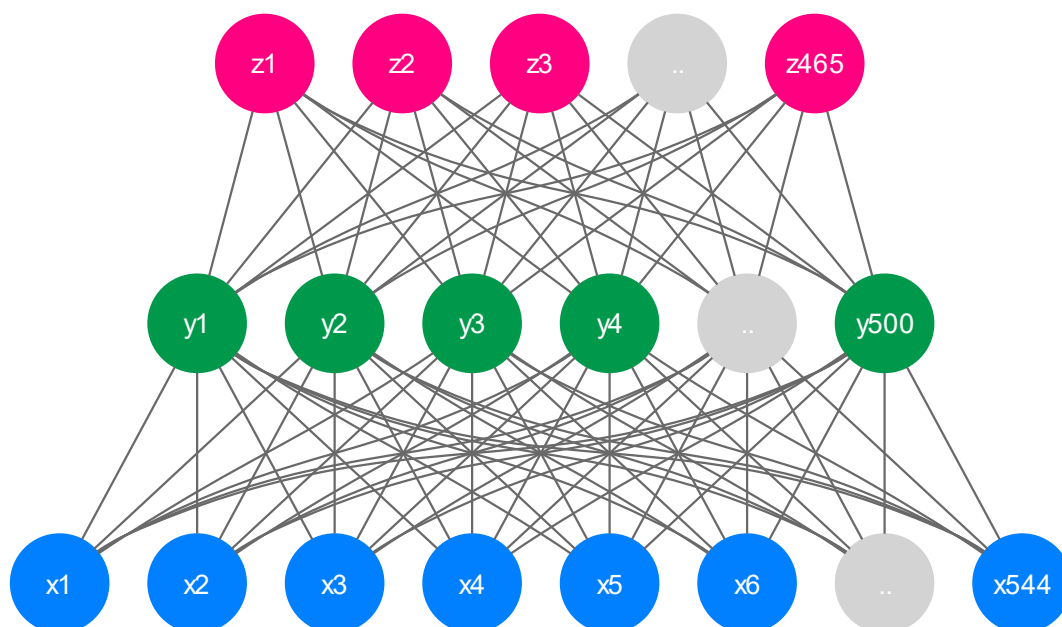 z1 z2 z3 .. z465
y1 y2 y3 y4 .. y500
x1 x2 x3 x4 x5 x6 .. x544